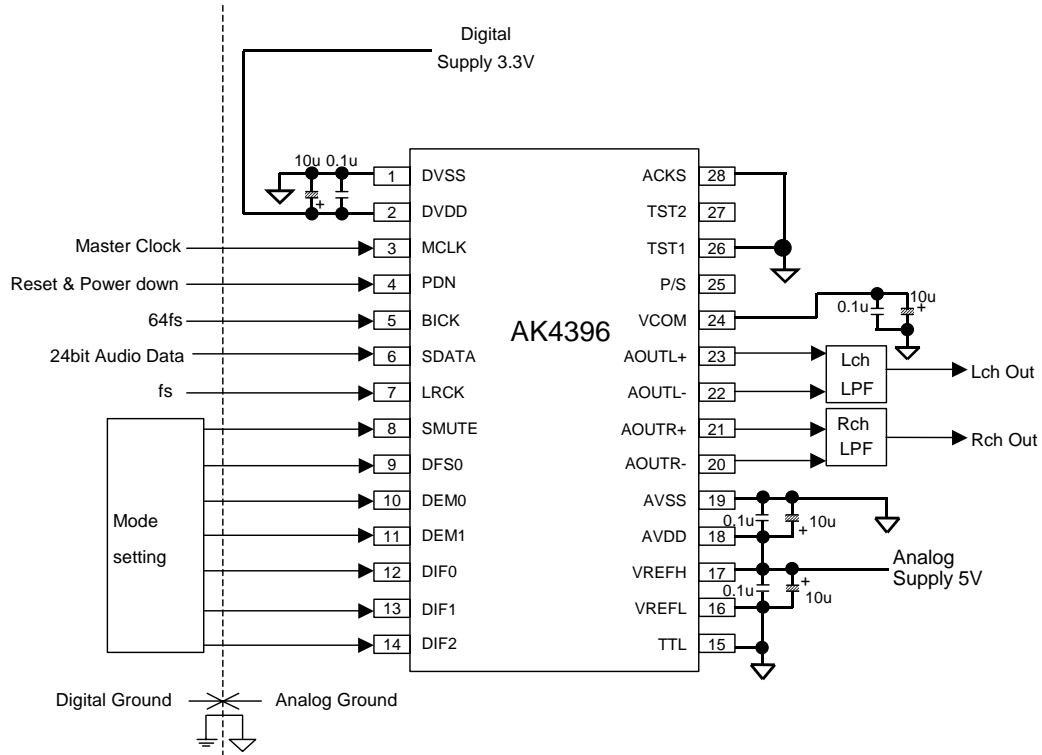 Digital
Supply 3.3V
10u 0.1u
1 DVSS
2 DVDD
Master Clock 3 MCLK
Reset & Power down 4 PDN
64fs 5 BICK
24bit Audio Data 6 SDATA
fs 7 LRCK
8 SMUTE
9 DFS0
10 DEM0
11 DEM1
12 DIF0
13 DIF1
14 DIF2
Mode
setting
AK4396
ACKS 28
TST2 27
TST1 26
P/S 25
VCOM 24
AOUTL+ 23
AOUTL- 22
AOUTR+ 21
AOUTR- 20
AVSS 19
AVDD 18
VREFH 17
VREFL 16
TTL 15
0.1u 10u
+
+
Lch
LPF
Lch Out
Rch
LPF
Rch Out
0.1u
+
10u
Analog
Supply 5V
0.1u
+
10u
Digital Ground Analog Ground